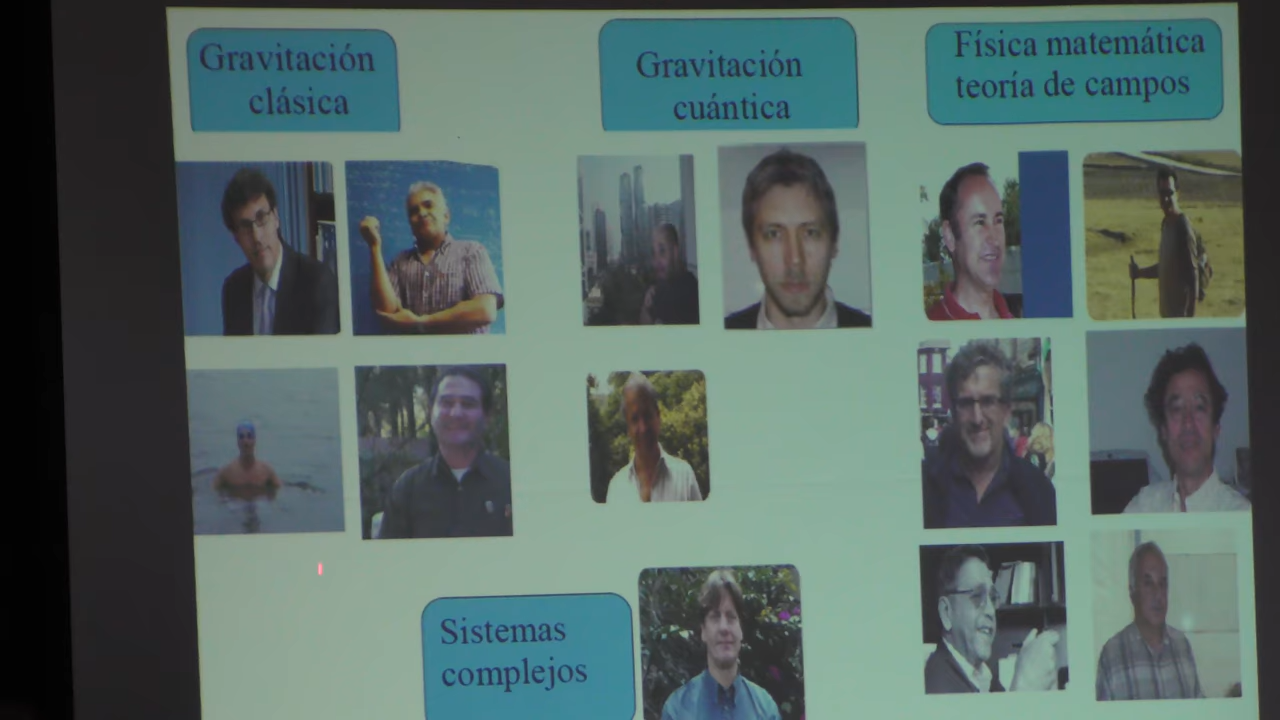 Gravitación
clásica
Gravitación
cuántica
Física matemática
teoría de campos
Sistemas
complejos